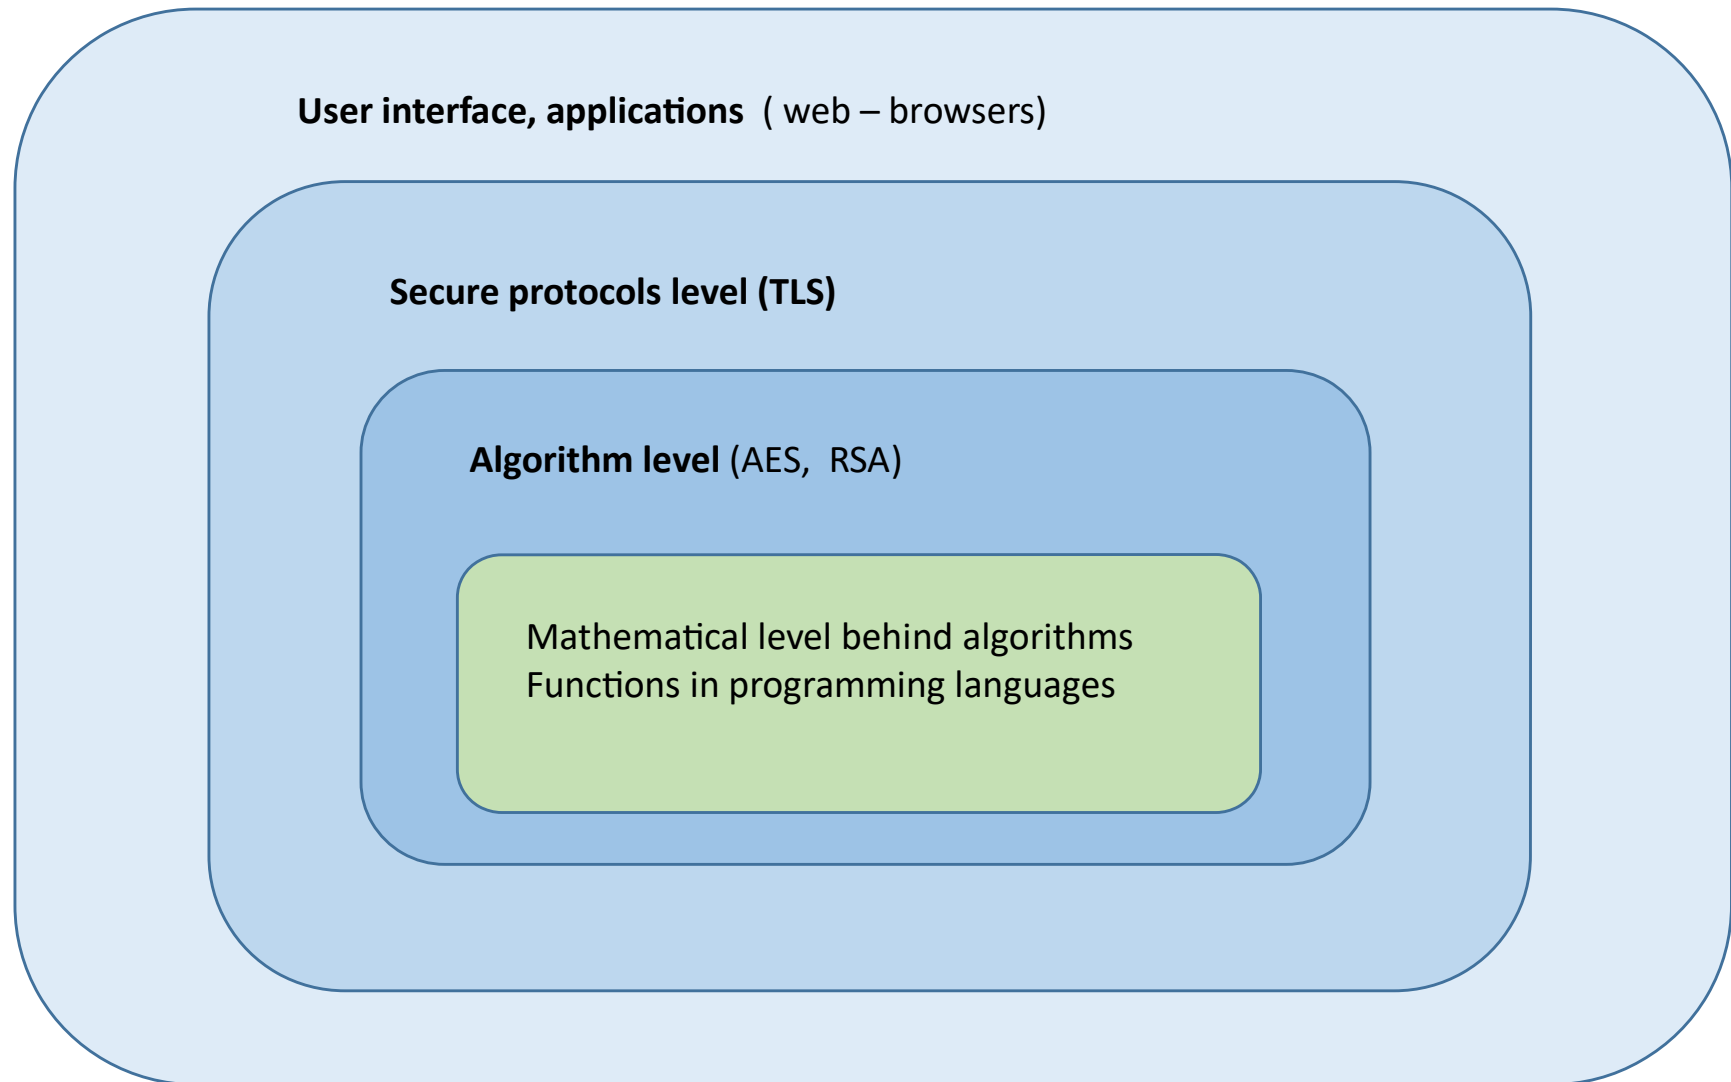 User interface, applications ( web – browsers)
Secure protocols level (TLS)
Algorithm level (AES, RSA)
Mathematical level behind algorithms
Functions in programming languages